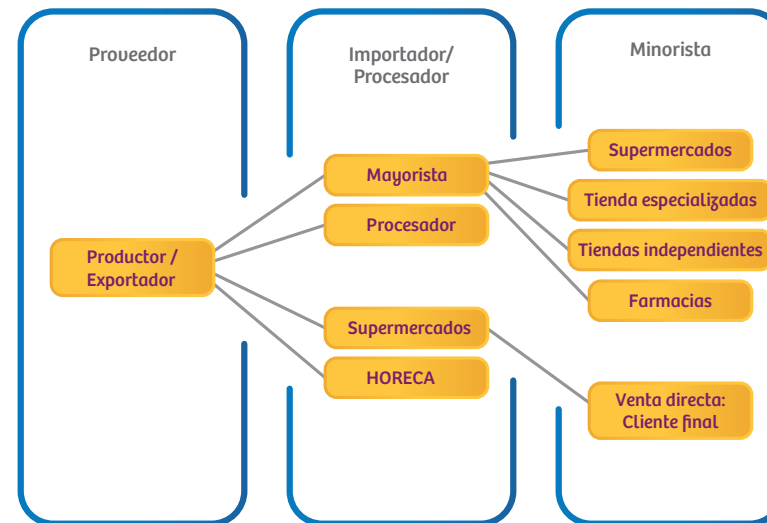 Proveedor
Importador/
Procesador
Minorista
Productor /
Exportador
Mayorista
Procesador
Supermercados
HORECA
Supermercados
Tienda especializadas
Tiendas independientes
Farmacias
Venta directa:
Cliente final